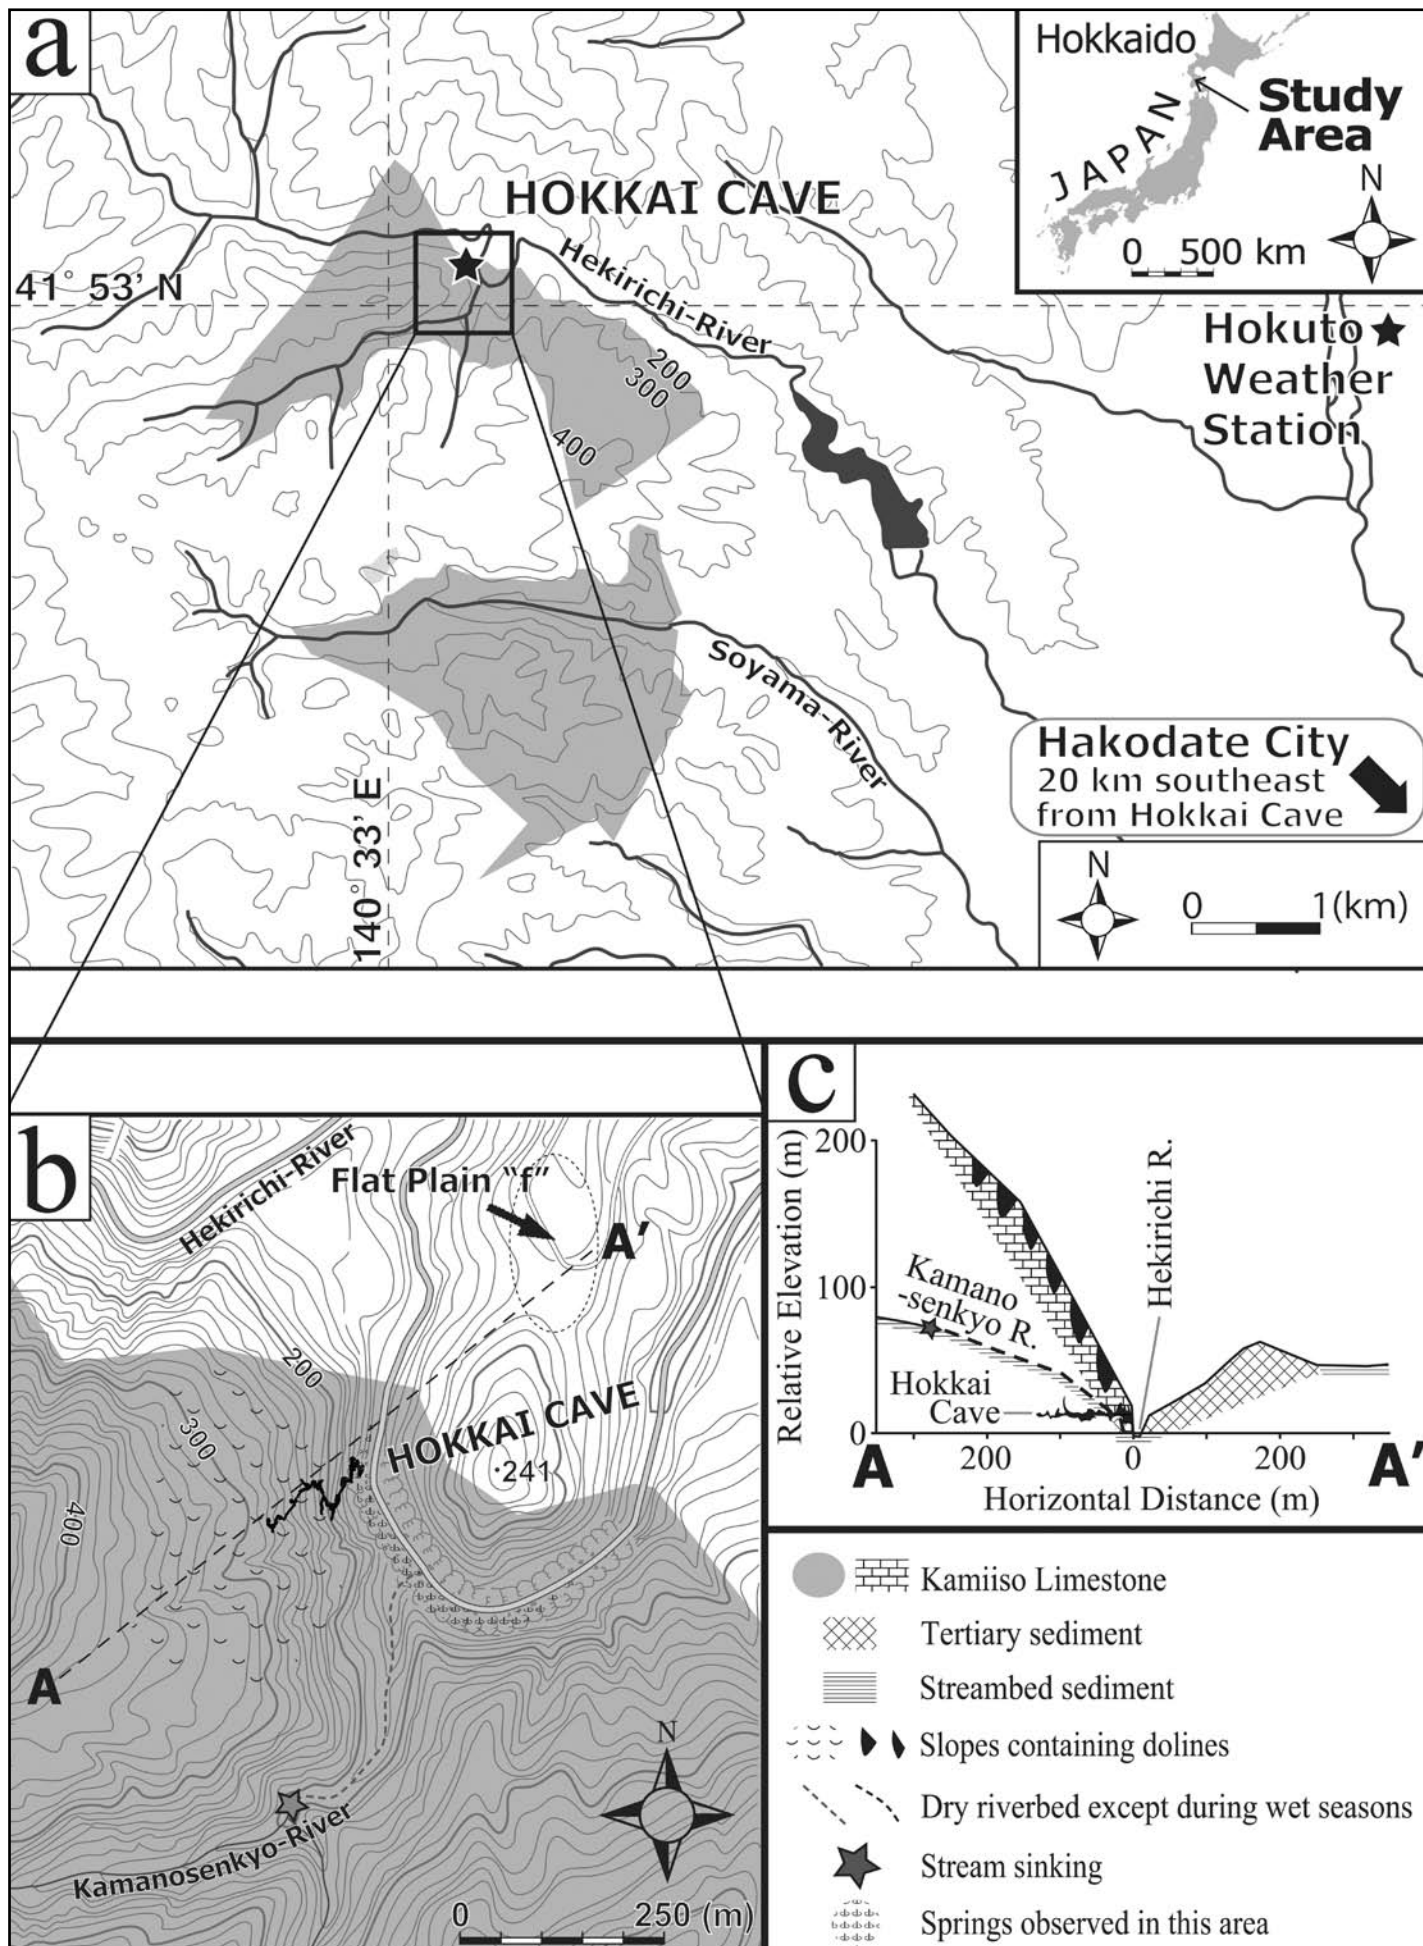 a
Hokkaido
JAPAN
Study
Area
N
0 500 km
HOKKAI CAVE
41° 53' N
Hekirichi-River
200
300
400
Hokuto
Weather
Station
Soyama-River
140° 33' E
Hakodate City
20 km southeast
from Hokkai Cave
N
0 1(km)
b
Hekirichi-River
Flat Plain "f"
A'
200
300
400
HOKKAI CAVE
·241
A
Kamanosenkyo-River
N
0 250 (m)
c
Relative Elevation (m)
200
100
0
Kamano
-senkyo R.
Hokkai
Cave
Hekirichi R.
A 200 0 200 A'
Horizontal Distance (m)
Kamiiso Limestone
Tertiary sediment
Streambed sediment
Slopes containing dolines
Dry riverbed except during wet seasons
Stream sinking
Springs observed in this area